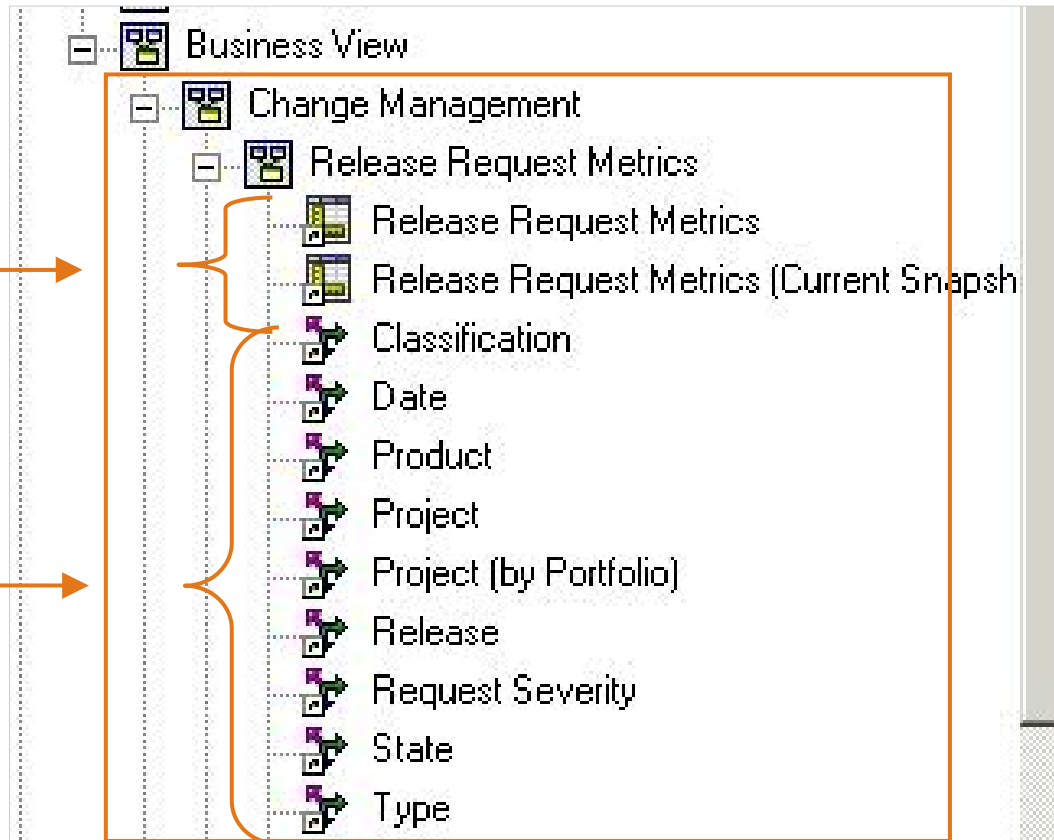 Business View
Change Management
Release Request Metrics
Release Request Metrics
Release Request Metrics (Current Snapsh
Classification
Date
Product
Project
Project (by Portfolio)
Release
Request Severity
State
Type